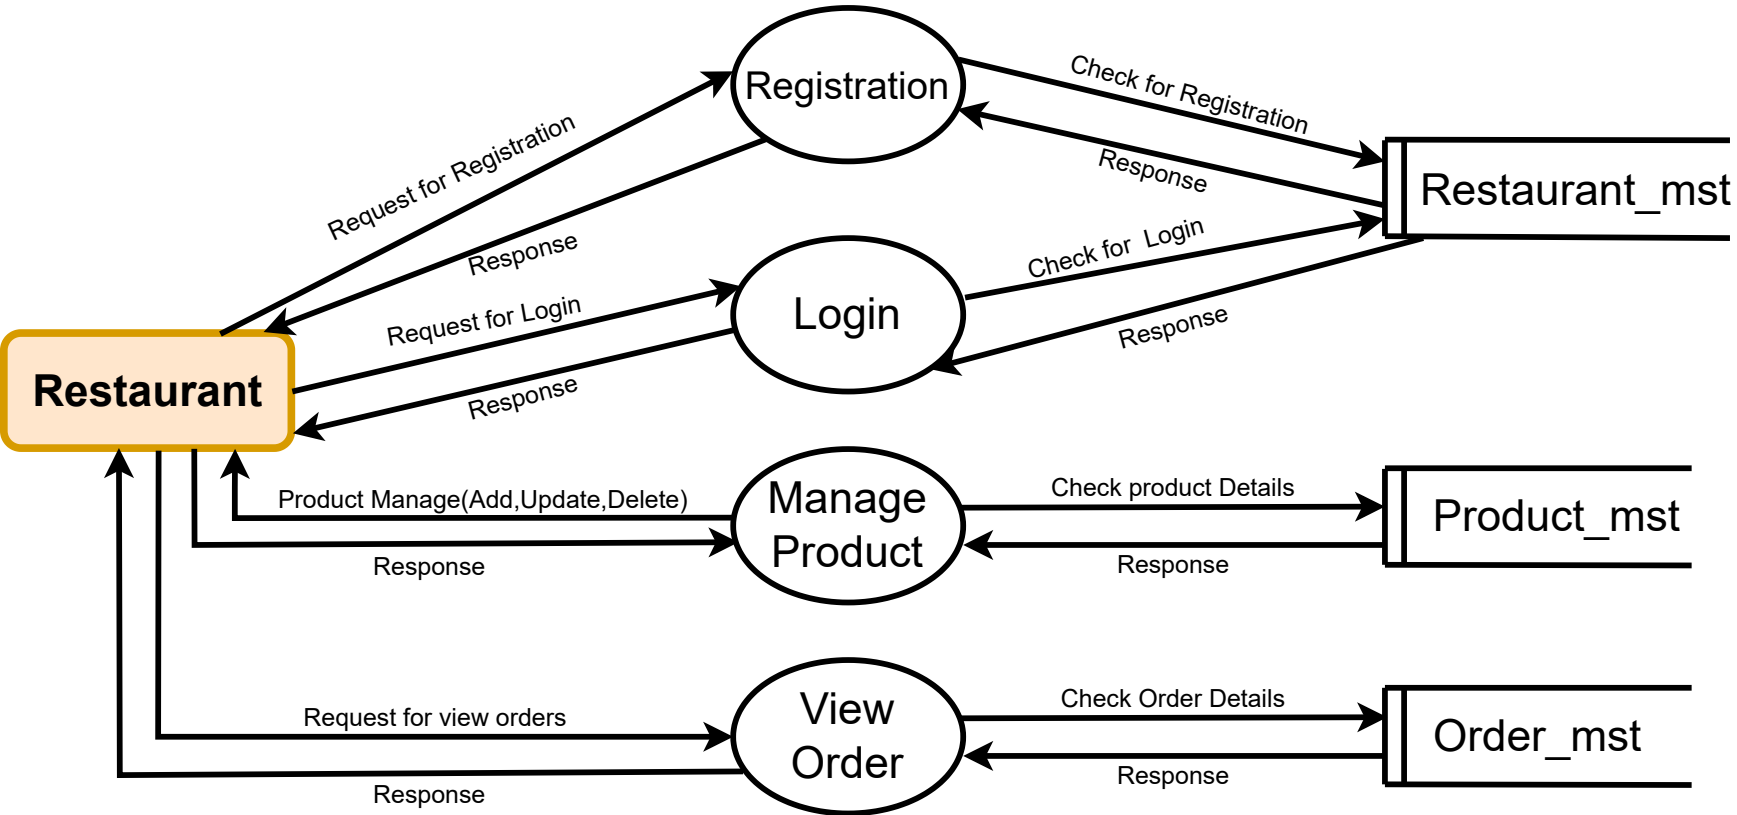 Registration
Check for Registration
Request for Registration
Response
Restaurant_mst
Response
Check for  Login
Request for Login
Login
Response
Restaurant
Response
Product Manage(Add,Update,Delete)
Manage
Product
Check product Details
Product_mst
Response
Response
Request for view orders
View
Order
Check Order Details
Order_mst
Response
Response